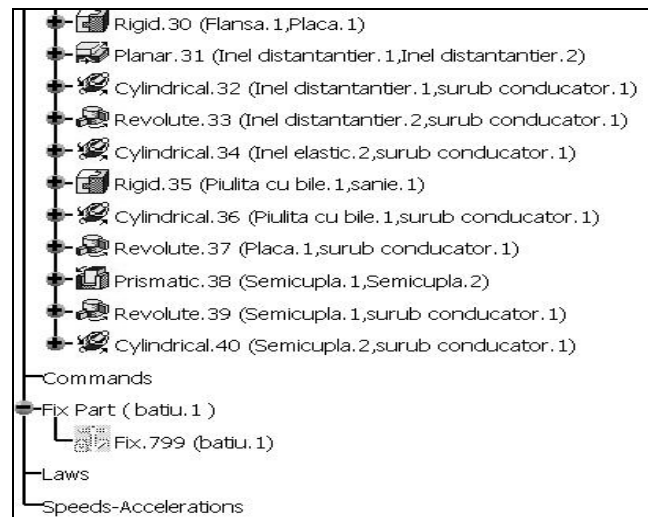 Rigid.30 (Flansa.1,Placa.1)
Planar.31 (Inel distantantier.1,Inel distantantier.2)
Cylindrical.32 (Inel distantantier.1,surub conducator.1)
Revolute.33 (Inel distantantier.2,surub conducator.1)
Cylindrical.34 (Inel elastic.2,surub conducator.1)
Rigid.35 (Piulita cu bile.1,sanie.1)
Cylindrical.36 (Piulita cu bile.1,surub conducator.1)
Revolute.37 (Placa.1,surub conducator.1)
Prismatic.38 (Semicupla.1,Semicupla.2)
Revolute.39 (Semicupla.1,surub conducator.1)
Cylindrical.40 (Semicupla.2,surub conducator.1)
Commands
Fix Part ( batiu.1 )
Fix.799 (batiu.1)
Laws
Speeds-Accelerations